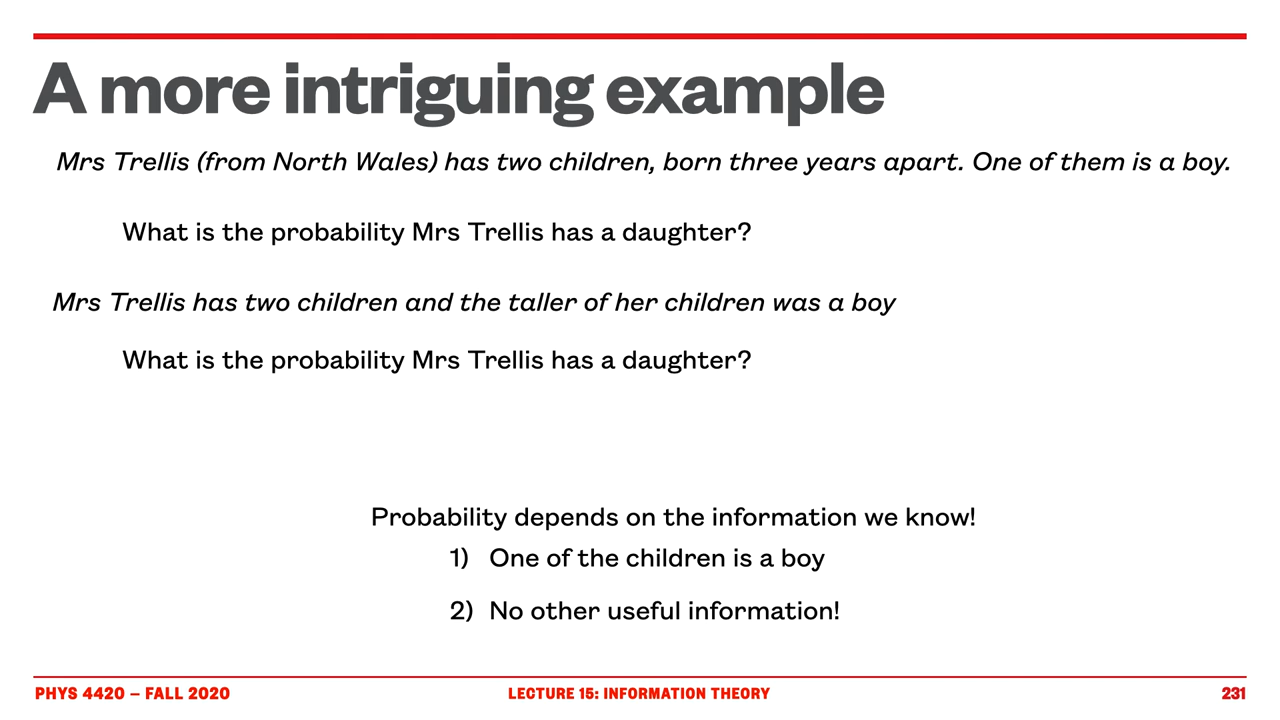 A more intriguing example
Mrs Trellis (from North Wales) has two children, born three years apart. One of them is a boy.
What is the probability Mrs Trellis has a daughter?
Mrs Trellis has two children and the taller of her children was a boy
What is the probability Mrs Trellis has a daughter?
Probability depends on the information we know!
1) One of the children is a boy
2) No other useful information!
PHYS 4420 – FALL 2020
LECTURE 15: INFORMATION THEORY
231